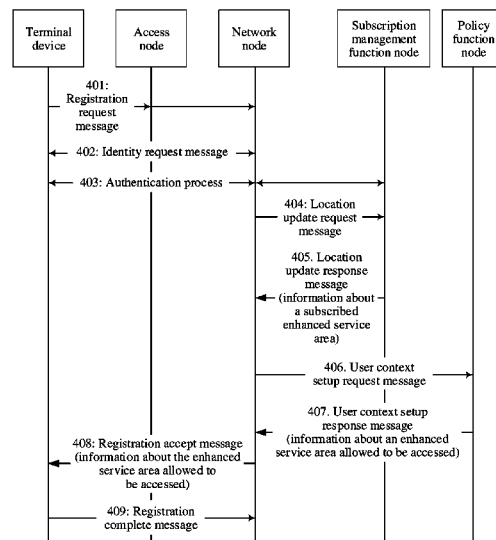 Terminal
device
Access
node
Network
node
Subscription
management
function node
Policy
function
node
401:
Registration
request
message
402: Identity request message
403: Authentication process
404: Location
update request
message
405. Location
update response
message
(information about
a subscribed
enhanced service
area)
406. User context
setup request message
407. User context setup
response message
(information about an enhanced
service area allowed to be accessed)
408: Registration accept message
(information about the enhanced
service area allowed to
be accessed)
409: Registration
complete message